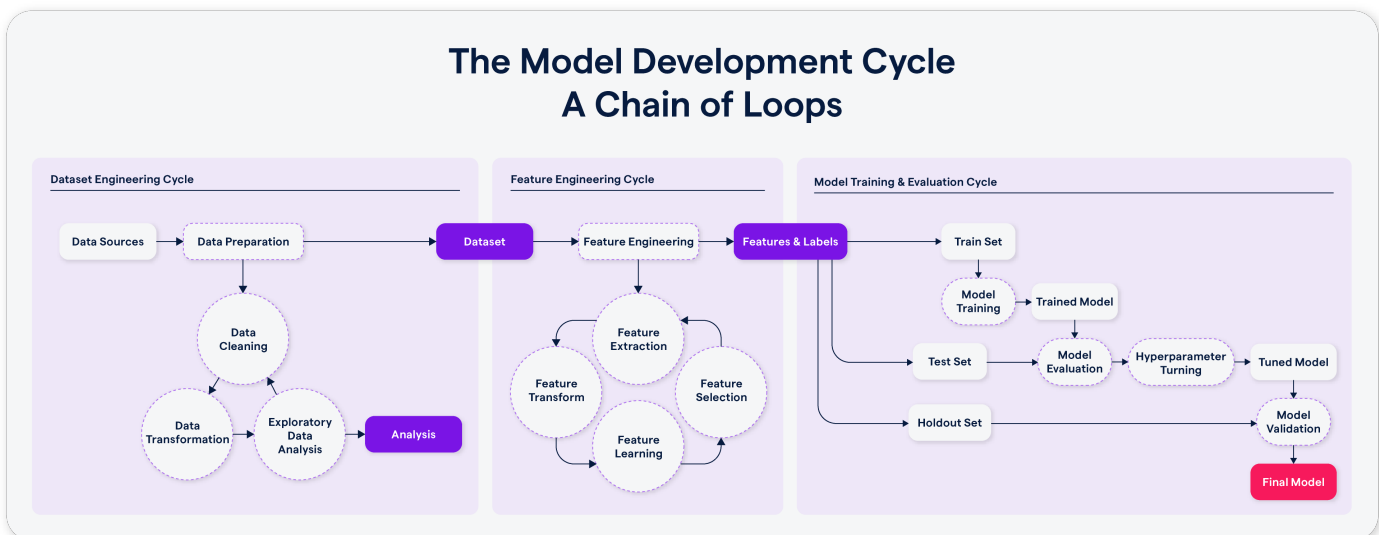 The Model Development Cycle
A Chain of Loops
Dataset Engineering Cycle
Data Sources
Data Preparation
Dataset
Data
Cleaning
Data
Transformation
Exploratory
Data
Analysis
Analysis
Feature Engineering Cycle
Feature Engineering
Features & Labels
Feature
Extraction
Feature
Transform
Feature
Selection
Feature
Learning
Model Training & Evaluation Cycle
Train Set
Model
Training
Trained Model
Test Set
Model
Evaluation
Hyperparameter
Turning
Tuned Model
Holdout Set
Model
Validation
Final Model